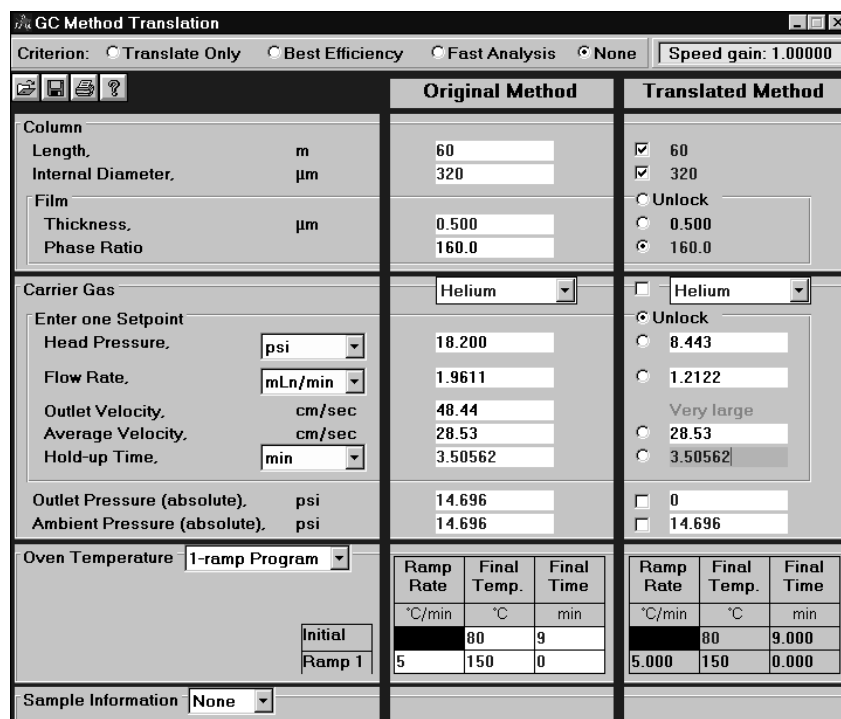 GC Method Translation
Criterion: Translate Only Best Efficiency Fast Analysis None Speed gain: 1.00000
Original Method Translated Method
Column
Length, m 60 60
Internal Diameter, µm 320 320
Film Unlock
Thickness, µm 0.500 0.500
Phase Ratio 160.0 160.0
Carrier Gas Helium Helium
Enter one Setpoint Unlock
Head Pressure, psi 18.200 8.443
Flow Rate, mLn/min 1.9611 1.2122
Outlet Velocity, cm/sec 48.44 Very large
Average Velocity, cm/sec 28.53 28.53
Hold-up Time, min 3.50562 3.50562
Outlet Pressure (absolute), psi 14.696 0
Ambient Pressure (absolute), psi 14.696 14.696
Oven Temperature 1-ramp Program
Ramp Final Final Ramp Final Final
Rate Temp. Time Rate Temp. Time
°C/min °C min °C/min °C min
Initial 80 9 80 9.000
Ramp 1 5 150 0 5.000 150 0.000
Sample Information None